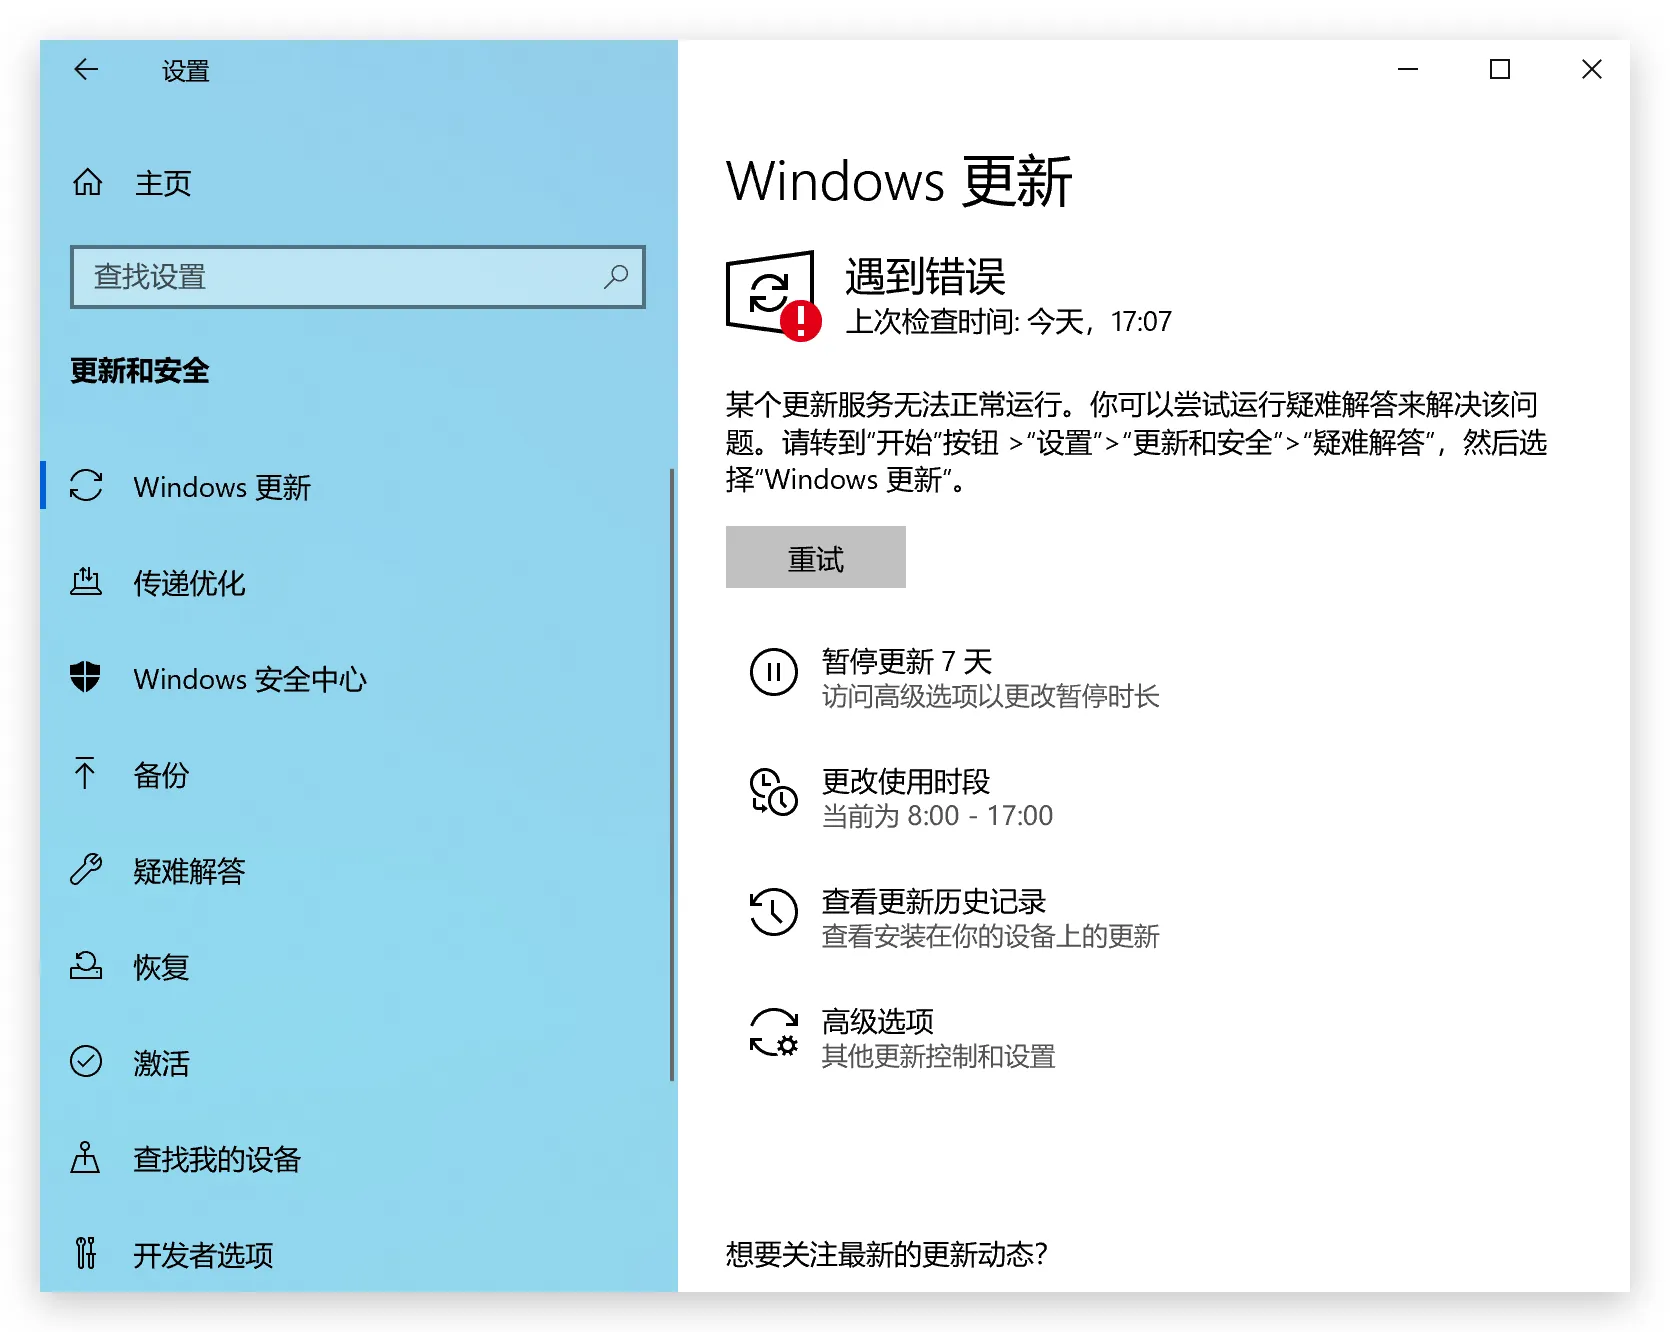 设置
主页
查找设置
更新和安全
Windows 更新
传递优化
Windows 安全中心
备份
疑难解答
恢复
激活
查找我的设备
开发者选项
Windows 更新
遇到错误
上次检查时间: 今天，17:07
某个更新服务无法正常运行。你可以尝试运行疑难解答来解决该问
题。请转到“开始”按钮 >“设置”>“更新和安全”>“疑难解答”，然后选
择“Windows 更新”。
重试
暂停更新 7 天
访问高级选项以更改暂停时长
更改使用时段
当前为 8:00 - 17:00
查看更新历史记录
查看安装在你的设备上的更新
高级选项
其他更新控制和设置
想要关注最新的更新动态?